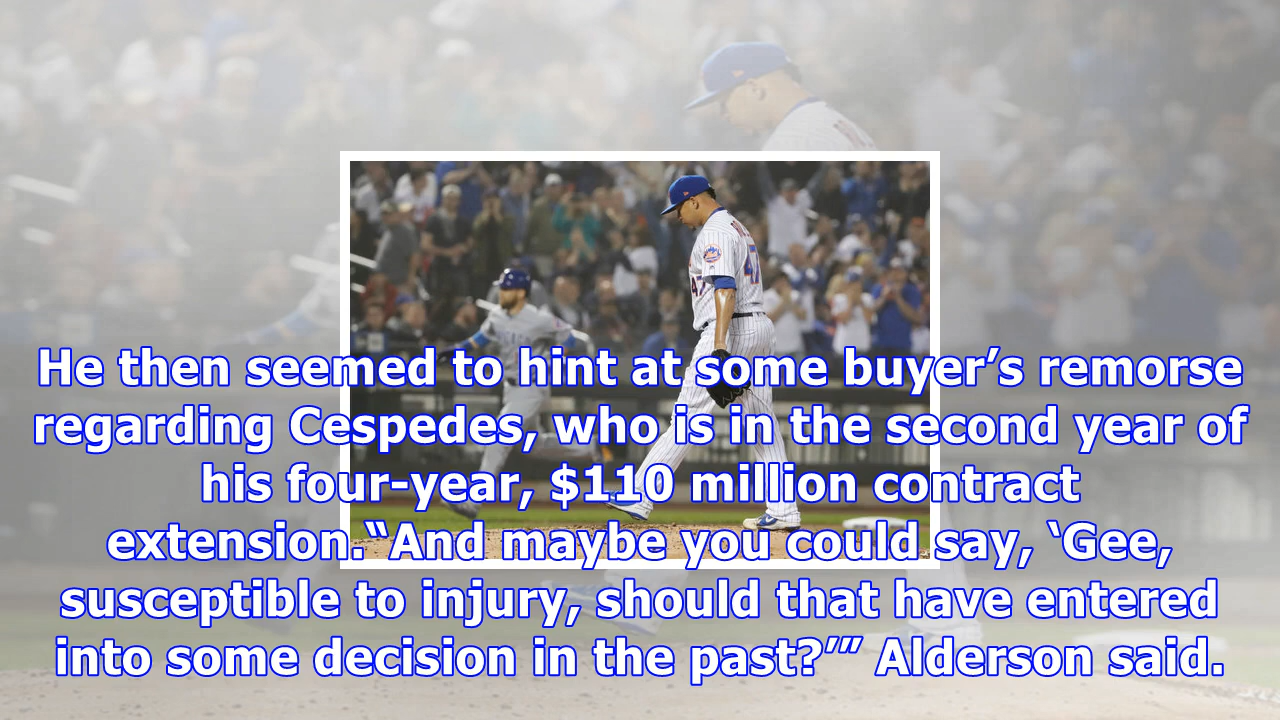 He then seemed to hint at some buyer’s remorse
regarding Cespedes, who is in the second year of
his four-year, $110 million contract
extension.“And maybe you could say, ‘Gee,
susceptible to injury, should that have entered
into some decision in the past?’” Alderson said.
47
47